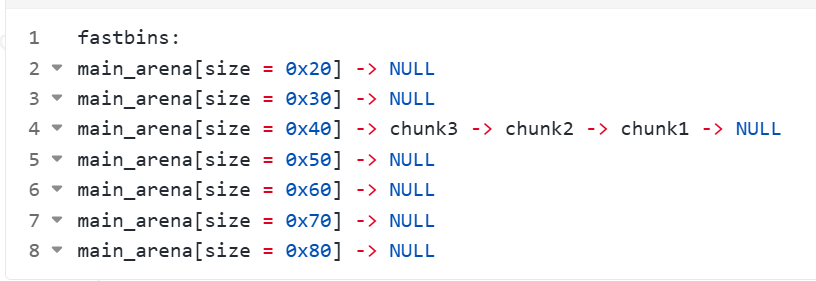 1 fastbins:
2 main_arena[size = 0x20] -> NULL
3 main_arena[size = 0x30] -> NULL
4 main_arena[size = 0x40] -> chunk3 -> chunk2 -> chunk1 -> NULL
5 main_arena[size = 0x50] -> NULL
6 main_arena[size = 0x60] -> NULL
7 main_arena[size = 0x70] -> NULL
8 main_arena[size = 0x80] -> NULL